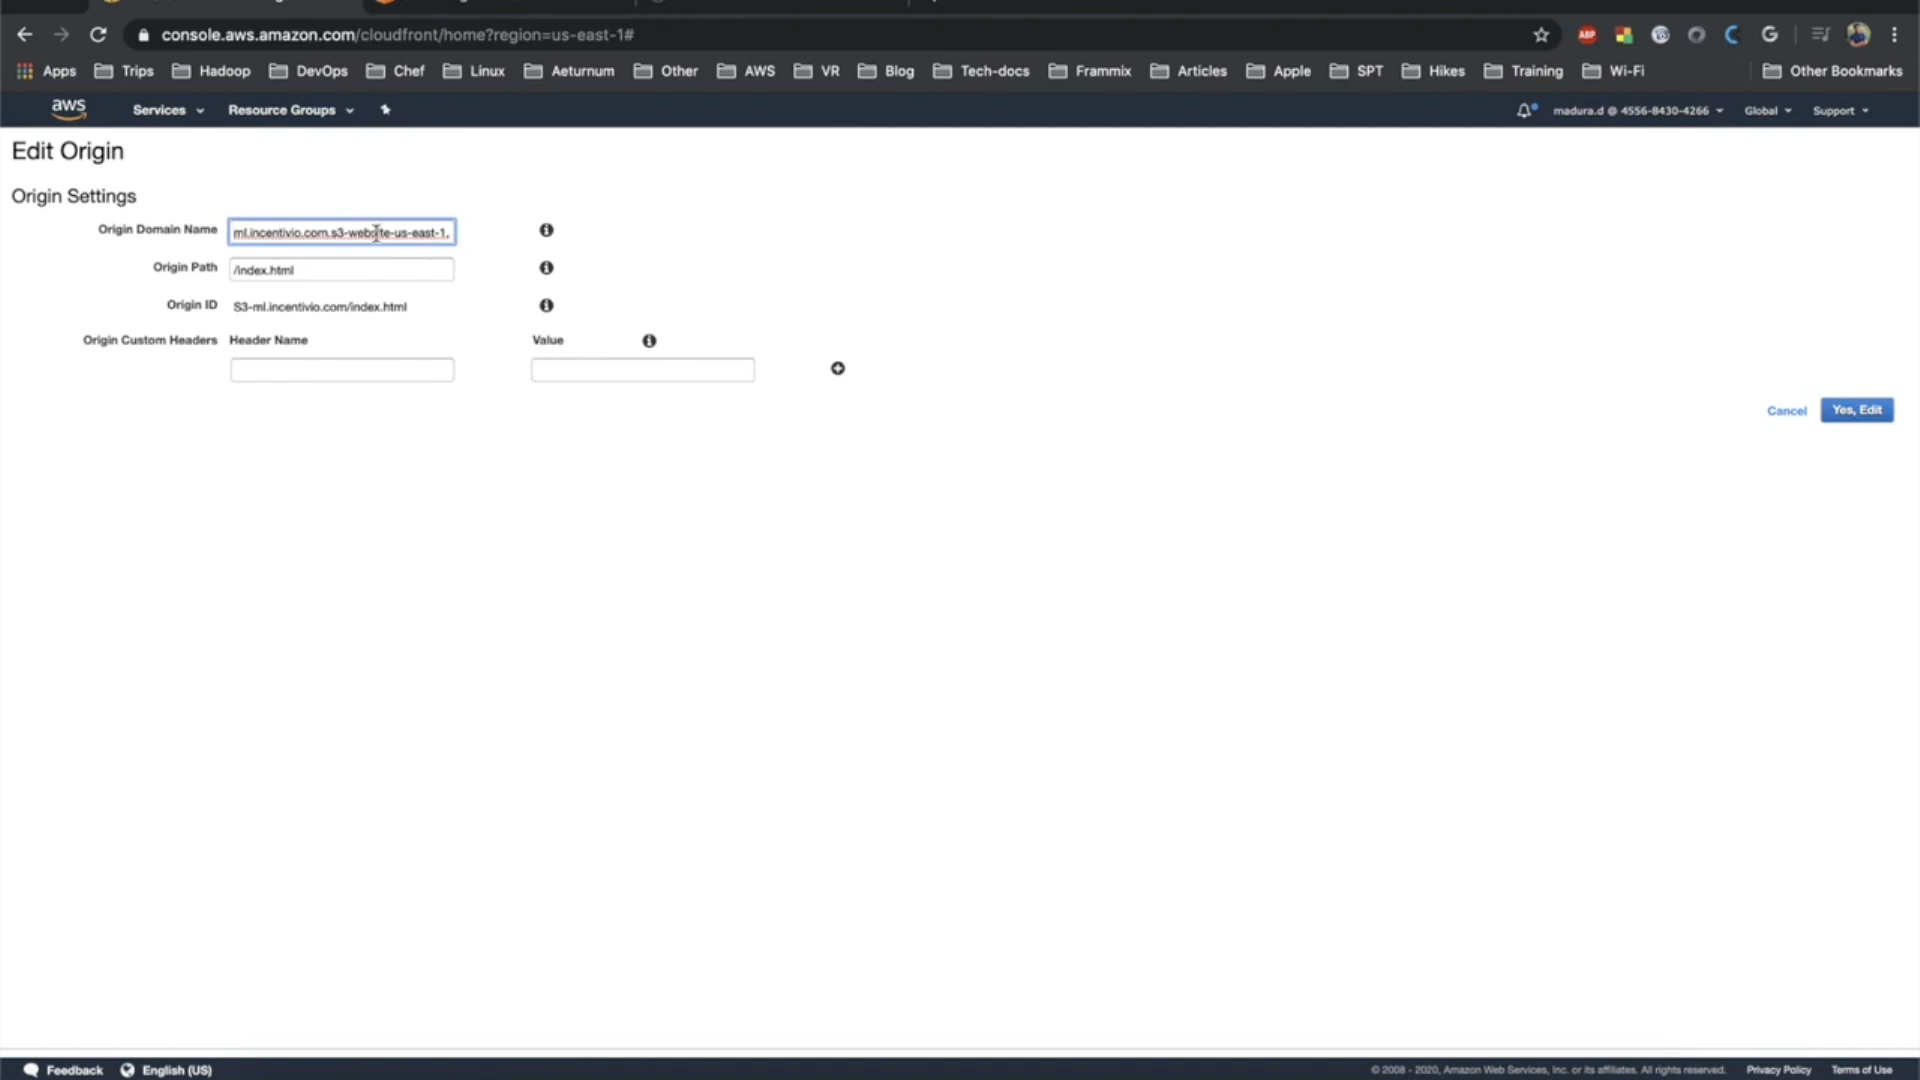 console.aws.amazon.com/cloudfront/home?region=us-east-1#
ABP
G
Apps Trips Hadoop DevOps Chef Linux Aeturnum Other AWS VR Blog Tech-docs Frammix Articles Apple SPT Hikes Training Wi-Fi Other Bookmarks
aws Services Resource Groups madura.d @ 4556-8430-4266 Global Support
Edit Origin
Origin Settings
Origin Domain Name ml.incentivio.com.s3-website-us-east-1.
Origin Path /index.html
Origin ID S3-ml.incentivio.com/index.html
Origin Custom Headers Header Name Value
Cancel Yes, Edit
Feedback English (US) © 2008 - 2020, Amazon Web Services, Inc. or its affiliates. All rights reserved. Privacy Policy Terms of Use